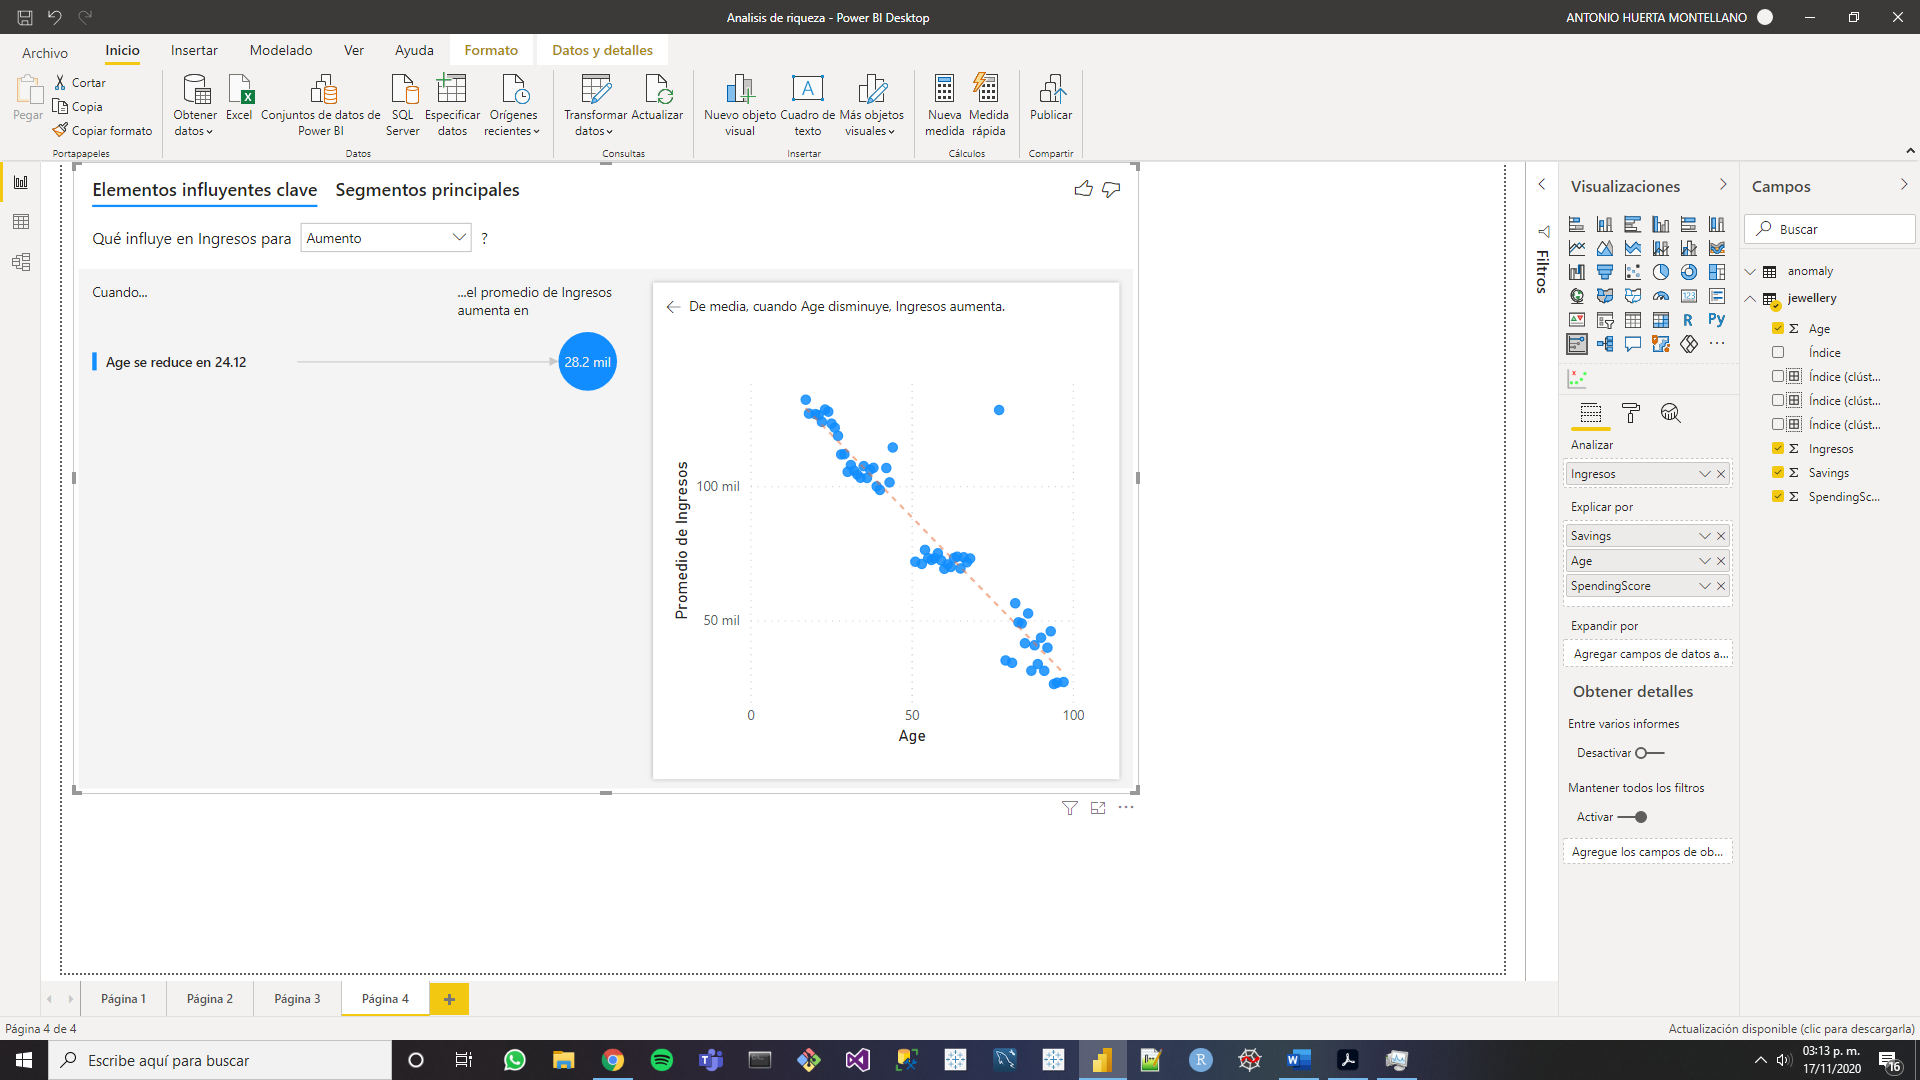 Analisis de riqueza - Power BI Desktop
ANTONIO HUERTA MONTELLANO
Archivo
Inicio
Insertar
Modelado
Ver
Ayuda
Formato
Datos y detalles
Pegar
Cortar
Copia
Copiar formato
Portapapeles
Obtener
datos
Excel
Conjuntos de datos de
Power BI
SQL
Server
Especificar
datos
Orígenes
recientes
Datos
Transformar
datos
Actualizar
Consultas
Nuevo objeto
visual
Cuadro de
texto
Más objetos
visuales
Insertar
Nueva
medida
Medida
rápida
Cálculos
Publicar
Compartir
Elementos influyentes clave
Segmentos principales
Qué influye en Ingresos para
Aumento
?
Cuando...
...el promedio de Ingresos
aumenta en
Age se reduce en 24.12
28.2 mil
De media, cuando Age disminuye, Ingresos aumenta.
Promedio de Ingresos
100 mil
50 mil
0
50
100
Age
Filtros
Visualizaciones
R
Py
Analizar
Ingresos
Explicar por
Savings
Age
SpendingScore
Expandir por
Agregar campos de datos a...
Obtener detalles
Entre varios informes
Desactivar
Mantener todos los filtros
Activar
Agregue los campos de ob...
Campos
Buscar
anomaly
jewellery
Age
Índice
Índice (clúst...
Índice (clúst...
Índice (clúst...
Ingresos
Savings
SpendingSc...
Página 1
Página 2
Página 3
Página 4
+
Página 4 de 4
Actualización disponible (clic para descargarla)
Escribe aquí para buscar
03:13 p. m.
17/11/2020
16